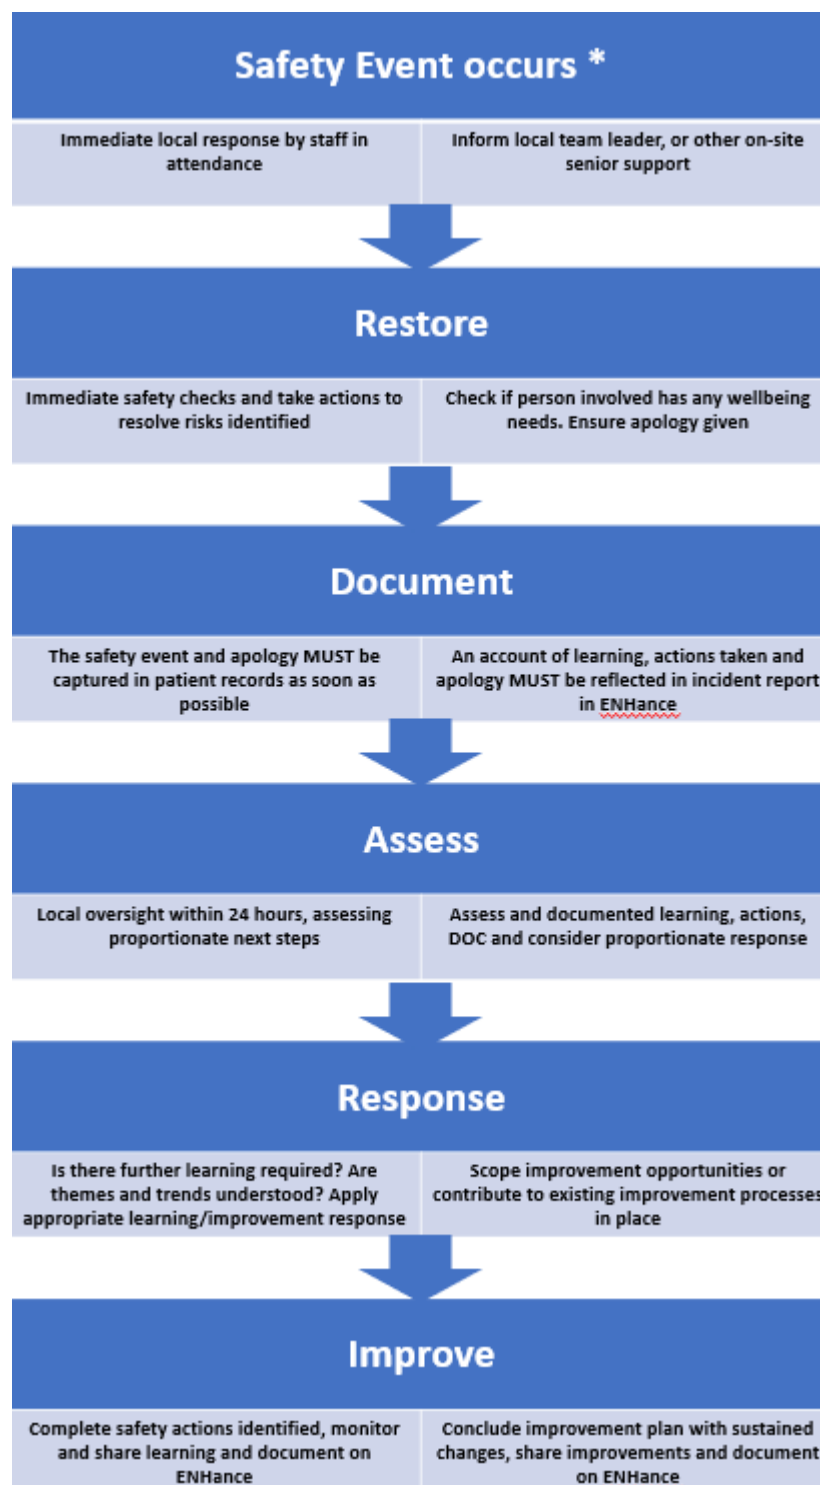 Safety Event occurs *
Immediate local response by staff in
attendance
Inform local team leader, or other on-site
senior support
Restore
Immediate safety checks and take actions to
resolve risks identified
Check if person involved has any wellbeing
needs. Ensure apology given
Document
The safety event and apology MUST be
captured in patient records as soon as
possible
An account of learning, actions taken and
apology MUST be reflected in incident report
in ENHance
Assess
Local oversight within 24 hours, assessing
proportionate next steps
Assess and documented learning, actions,
DOC and consider proportionate response
Response
Is there further learning required? Are
themes and trends understood? Apply
appropriate learning/improvement response
Scope improvement opportunities or
contribute to existing improvement processes
in place
Improve
Complete safety actions identified, monitor
and share learning and document on
ENHance
Conclude improvement plan with sustained
changes, share improvements and document
on ENHance